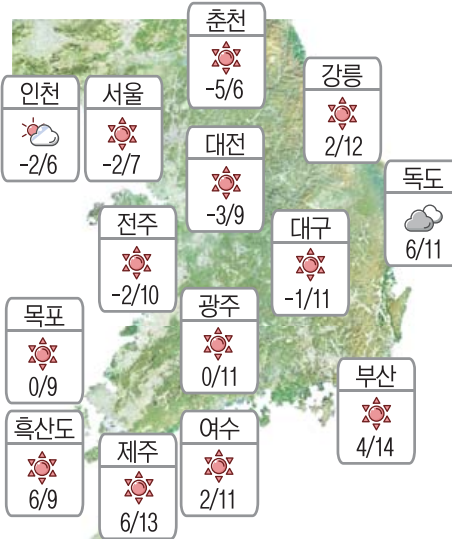 춘천
-5/6
강릉
2/12
인천
-2/6
서울
-2/7
대전
-3/9
독도
6/11
전주
-2/10
대구
-1/11
광주
0/11
목포
0/9
부산
4/14
흑산도
6/9
제주
6/13
여수
2/11